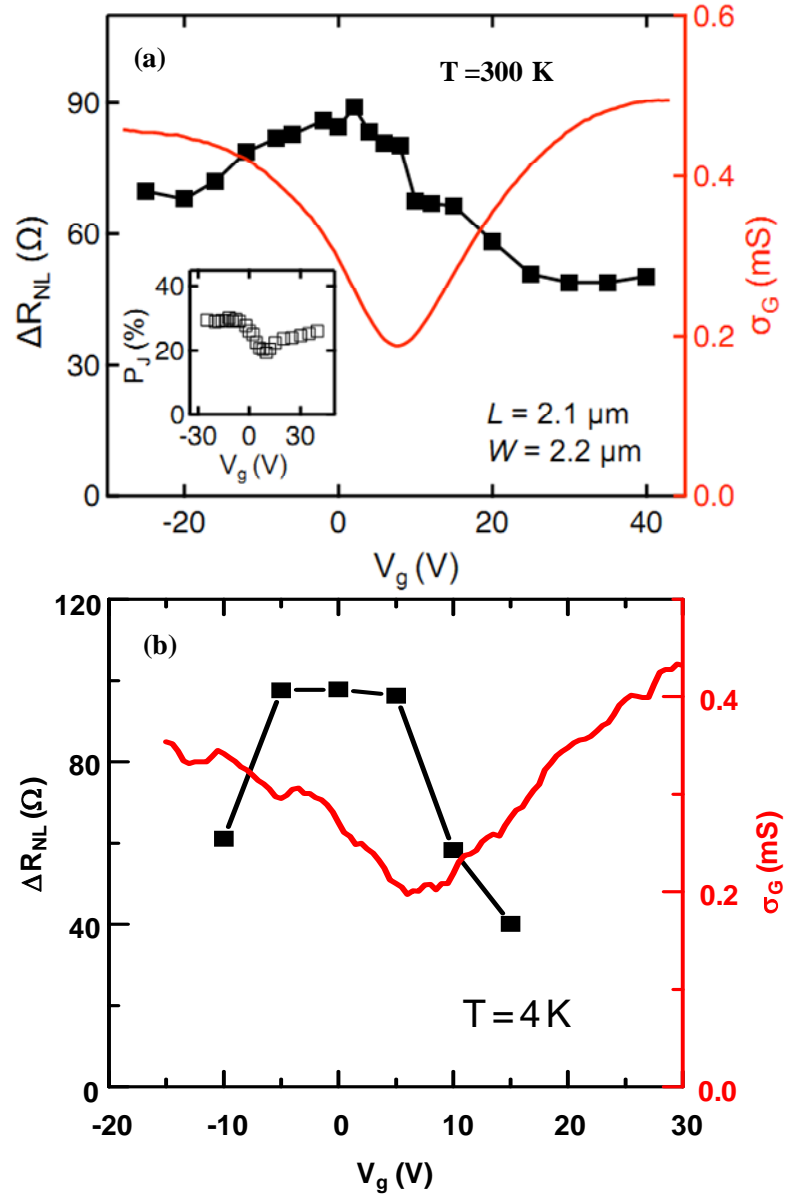 (a)
T =300 K
0.6
90
0.4
60
ΔR_NL (Ω)
σ_G (mS)
40
20
0
P_J (%)
-30 0 30
V_g (V)
30
0.2
L = 2.1 μm
W = 2.2 μm
0
0.0
-20 0 20 40
V_g (V)
120
(b)
0.4
80
ΔR_NL (Ω)
σ_G (mS)
0.2
40
T = 4 K
0
0.0
-20 -10 0 10 20 30
V_g (V)